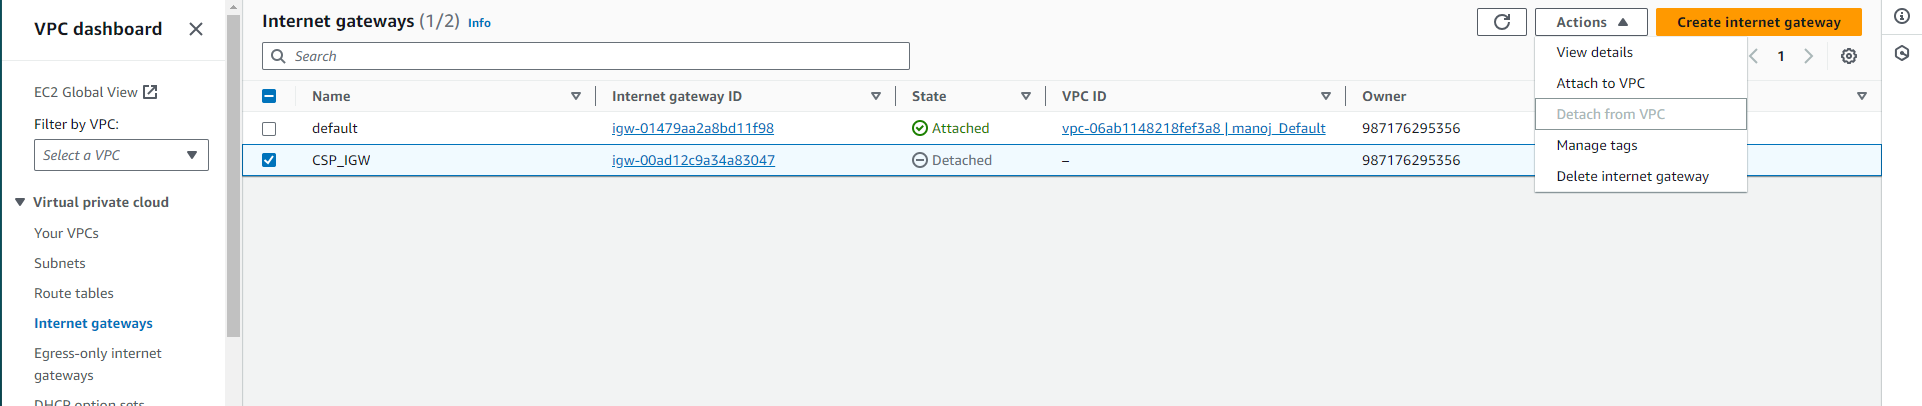 VPC dashboard
EC2 Global View
Filter by VPC:
Select a VPC
Virtual private cloud
Your VPCs
Subnets
Route tables
Internet gateways
Egress-only internet
gateways
DHCP option sets
Internet gateways (1/2) Info
Actions
Create internet gateway
Search
1
View details
Attach to VPC
Detach from VPC
Manage tags
Delete internet gateway
Name Internet gateway ID State VPC ID Owner
default igw-01479aa2a8bd11f98 Attached vpc-06ab1148218fef3a8 | manoj_Default 987176295356
CSP_IGW igw-00ad12c9a34a83047 Detached – 987176295356